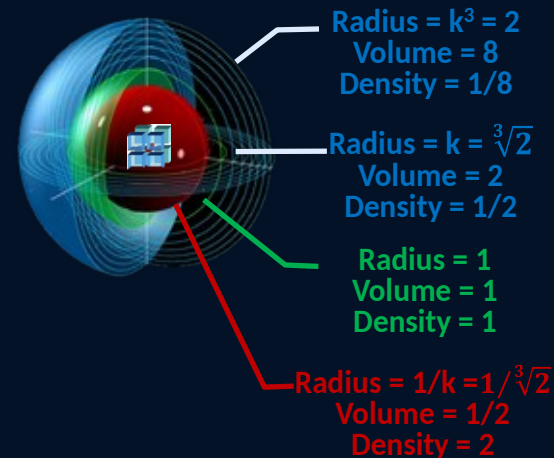 Radius = k³ = 2
Volume = 8
Density = 1/8
Radius = k = ∛2
Volume = 2
Density = 1/2
Radius = 1
Volume = 1
Density = 1
Radius = 1/k =1/∛2
Volume = 1/2
Density = 2